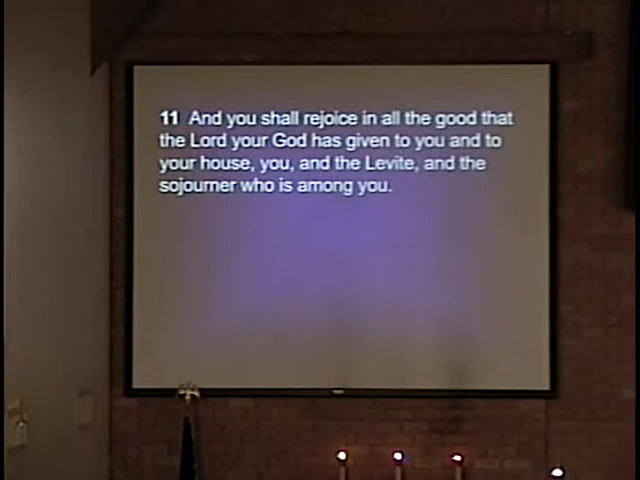 11 And you shall rejoice in all the good that
the Lord your God has given to you and to
your house, you, and the Levite, and the
sojourner who is among you.